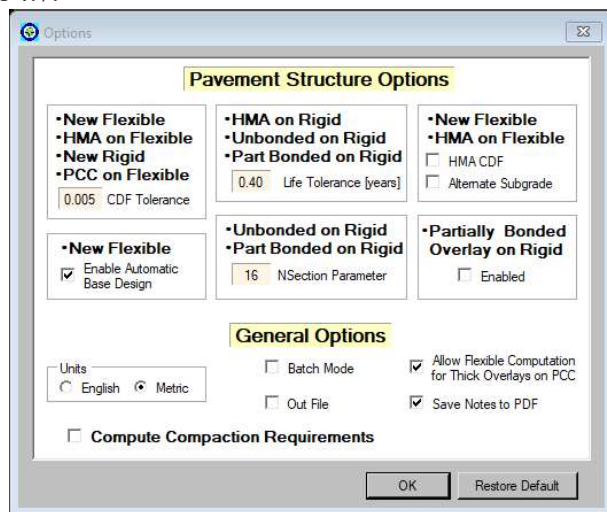 Options
Pavement Structure Options
•New Flexible
•HMA on Flexible
•New Rigid
•PCC on Flexible
0.005 CDF Tolerance
•HMA on Rigid
•Unbonded on Rigid
•Part Bonded on Rigid
0.40 Life Tolerance [years]
•New Flexible
•HMA on Flexible
HMA CDF
Alternate Subgrade
•New Flexible
Enable Automatic
Base Design
•Unbonded on Rigid
•Part Bonded on Rigid
16 NSection Parameter
•Partially Bonded
Overlay on Rigid
Enabled
General Options
Units
English Metric
Batch Mode
Out File
Allow Flexible Computation
for Thick Overlays on PCC
Save Notes to PDF
Compute Compaction Requirements
OK
Restore Default